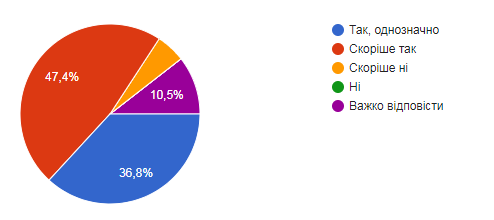 47,4%
10,5%
36,8%
Так, однозначно
Скоріше так
Скоріше ні
Ні
Важко відповісти